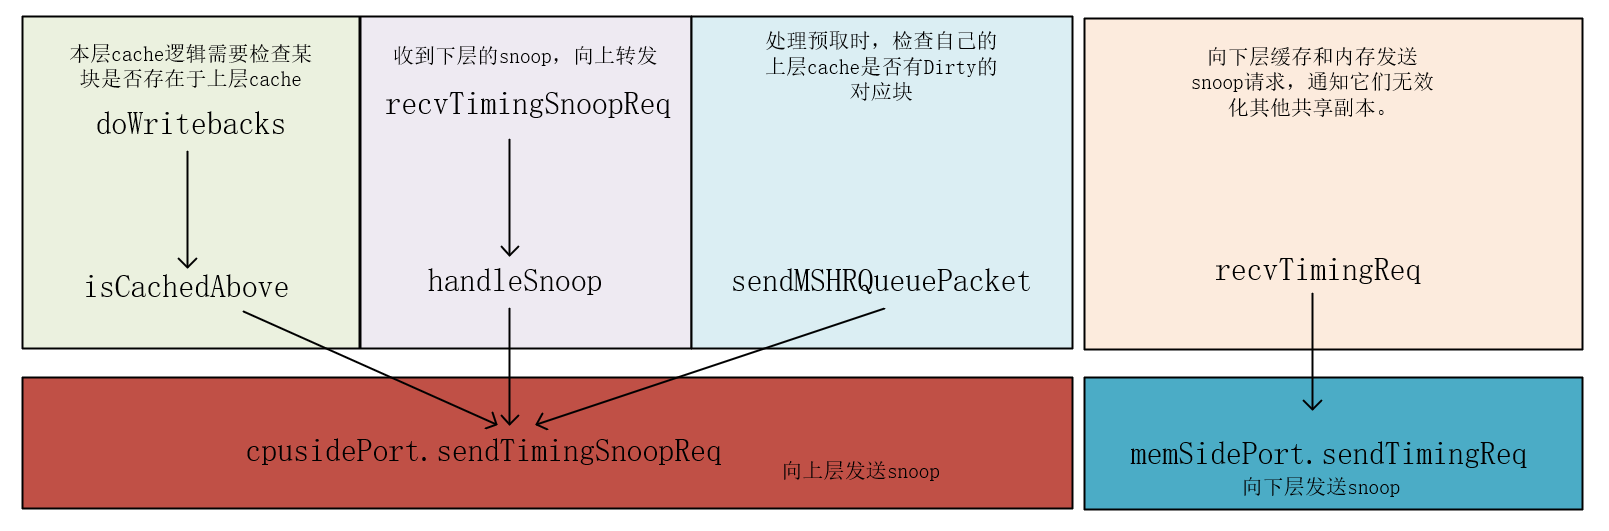 本层cache逻辑需要检查某
块是否存在于上层cache
doWritebacks
isCachedAbove
收到下层的snoop，向上转发
recvTimingSnoopReq
handleSnoop
处理预取时，检查自己的
上层cache是否有Dirty的
对应块
sendMSHRQueuePacket
向下层缓存和内存发送
snoop请求，通知它们无效
化其他共享副本。
recvTimingReq
cpusidePort.sendTimingSnoopReq
向上层发送snoop
memSidePort.sendTimingReq
向下层发送snoop